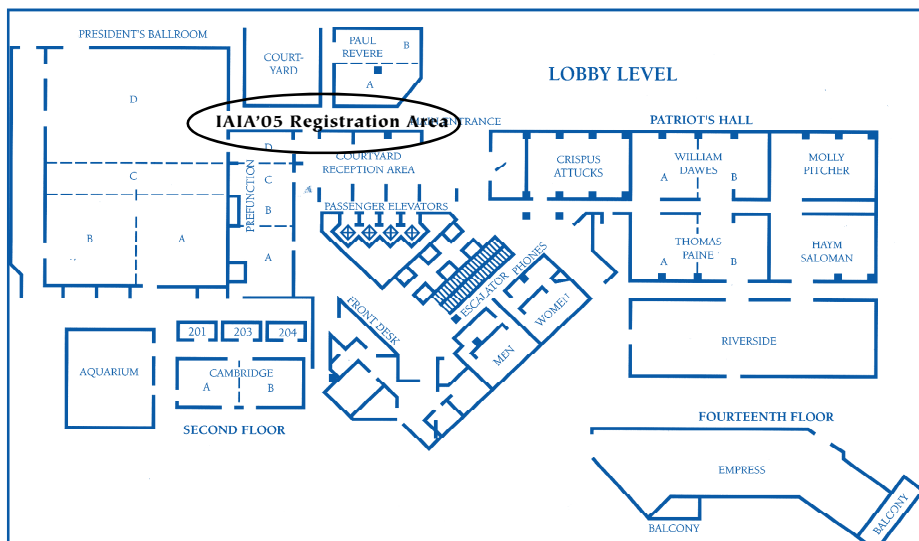 PRESIDENT'S BALLROOM
COURT-
YARD
PAUL
REVERE
B
A
LOBBY LEVEL
D
IAIA'05 Registration Area
ENTRANCE
PATRIOT'S HALL
D
COURTYARD
RECEPTION AREA
CRISPUS
ATTUCKS
WILLIAM
DAWES
A
B
MOLLY
PITCHER
C
C
PREFUNCTION
B
A
PASSENGER ELEVATORS
B
A
THOMAS
PAINE
A
B
HAYM
SALOMAN
ESCALATOR
PHONES
WOMEN
MEN
FRONT DESK
201
203
204
AQUARIUM
CAMBRIDGE
A
B
SECOND FLOOR
RIVERSIDE
FOURTEENTH FLOOR
EMPRESS
BALCONY
BALCONY